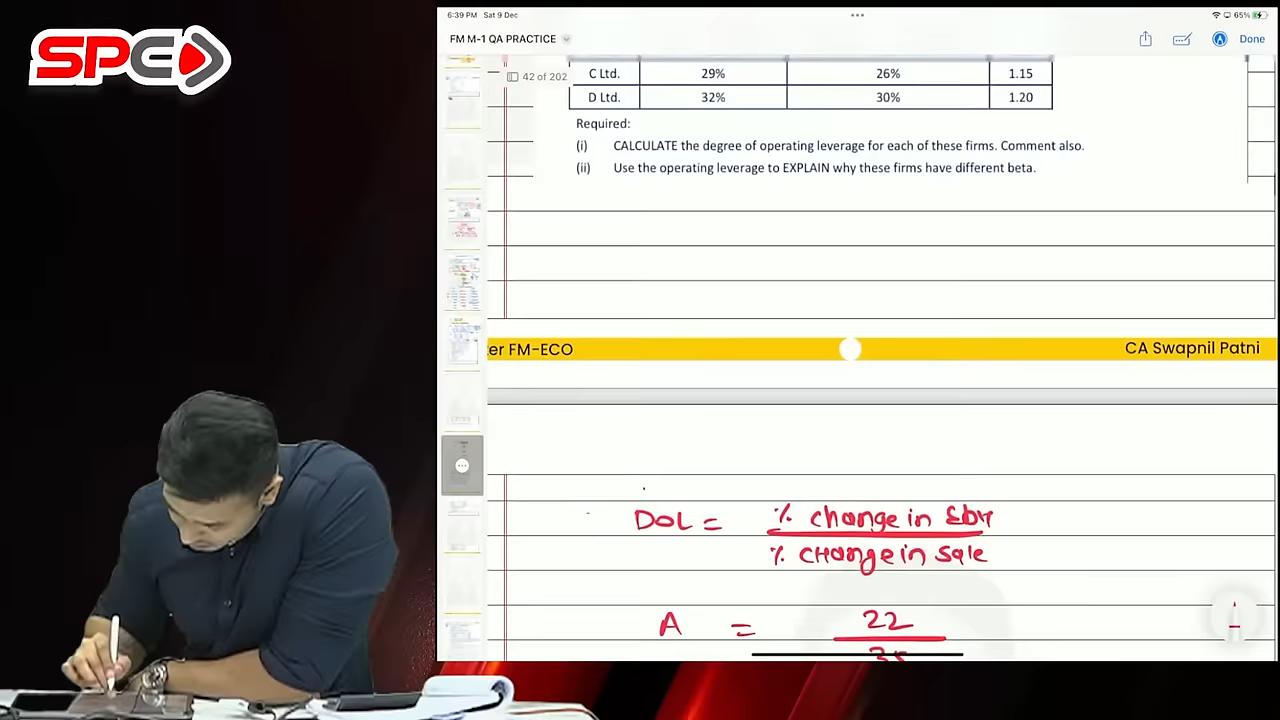 SPC
6:39 PM Sat 9 Dec
65%
FM M-1 QA PRACTICE
Done
42 of 202
C Ltd. 29% 26% 1.15
D Ltd. 32% 30% 1.20
Required:
(i) CALCULATE the degree of operating leverage for each of these firms. Comment also.
(ii) Use the operating leverage to EXPLAIN why these firms have different beta.
er FM-ECO
CA Swapnil Patni
DOL = % change in Ebit
% change in Sale
A = 22